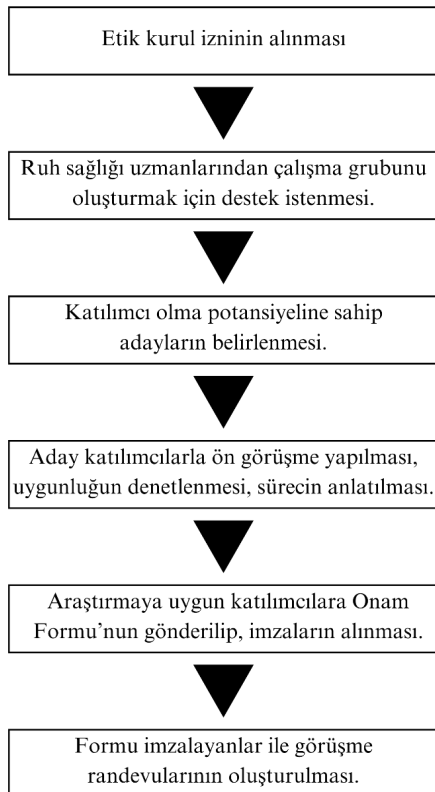 Etik kurul izninin alınması
Ruh sağlığı uzmanlarından çalışma grubunu
oluşturmak için destek istenmesi.
Katılımcı olma potansiyeline sahip
adayların belirlenmesi.
Aday katılımcılarla ön görüşme yapılması,
uygunluğun denetlenmesi, sürecin anlatılması.
Araştırmaya uygun katılımcılara Onam
Formu’nun gönderilip, imzaların alınması.
Formu imzalayanlar ile görüşme
randevularının oluşturulması.